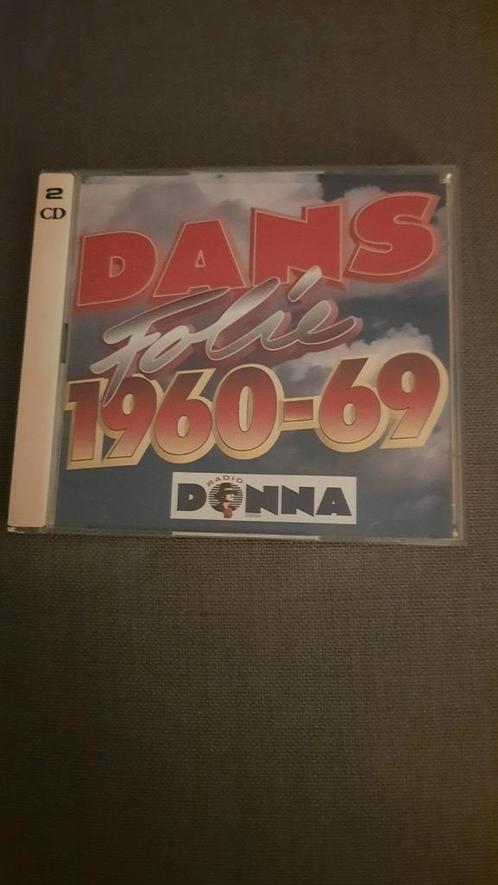 2
CD
DANS
Folie
1960-69
RADIO
DONNA